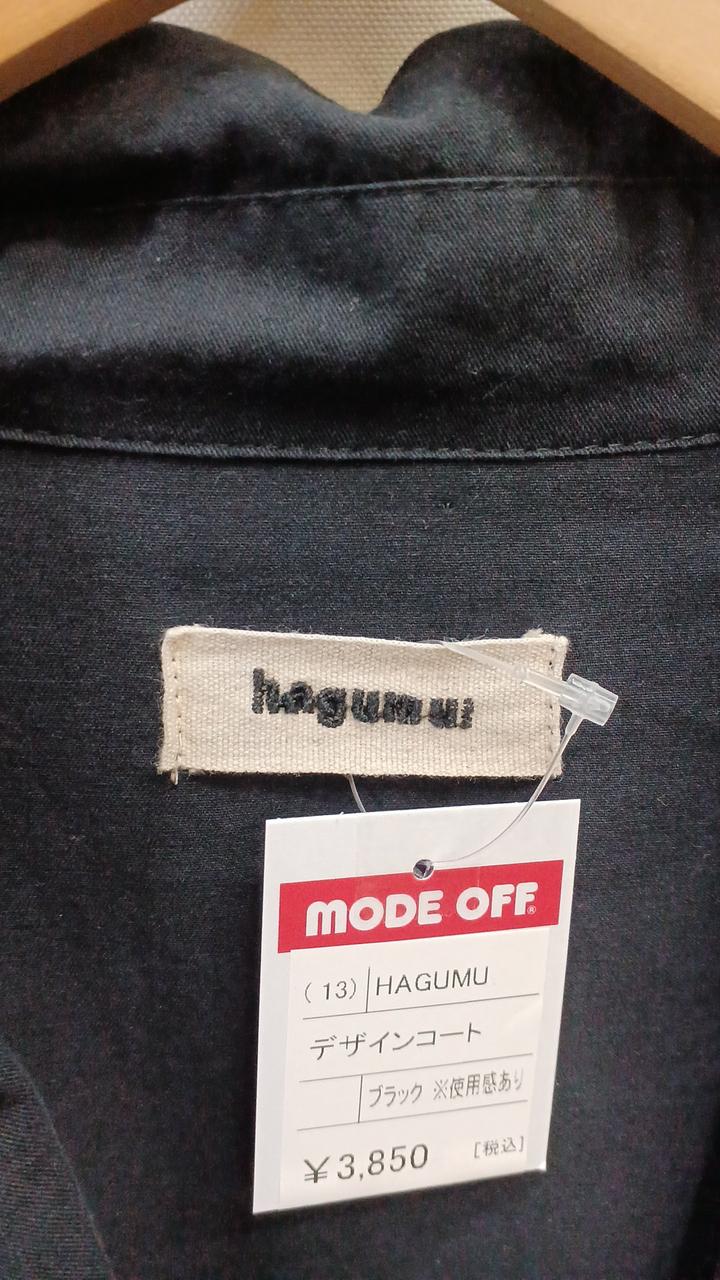 hagumu:
MODE OFF®
(13) HAGUMU
デザインコート
ブラック ※使用感あり
¥3,850 [税込]